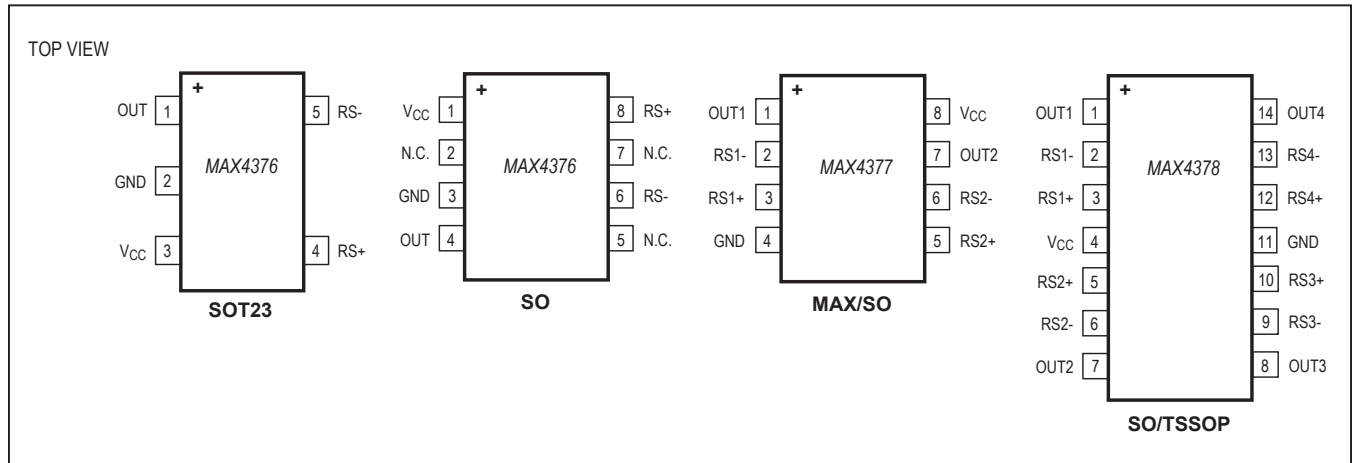 TOP VIEW
+
MAX4376
OUT 1
GND 2
VCC 3
5 RS-
4 RS+
SOT23
+
MAX4376
VCC 1
N.C. 2
GND 3
OUT 4
8 RS+
7 N.C.
6 RS-
5 N.C.
SO
+
MAX4377
OUT1 1
RS1- 2
RS1+ 3
GND 4
8 VCC
7 OUT2
6 RS2-
5 RS2+
MAX/SO
+
MAX4378
OUT1 1
RS1- 2
RS1+ 3
VCC 4
RS2+ 5
RS2- 6
OUT2 7
14 OUT4
13 RS4-
12 RS4+
11 GND
10 RS3+
9 RS3-
8 OUT3
SO/TSSOP